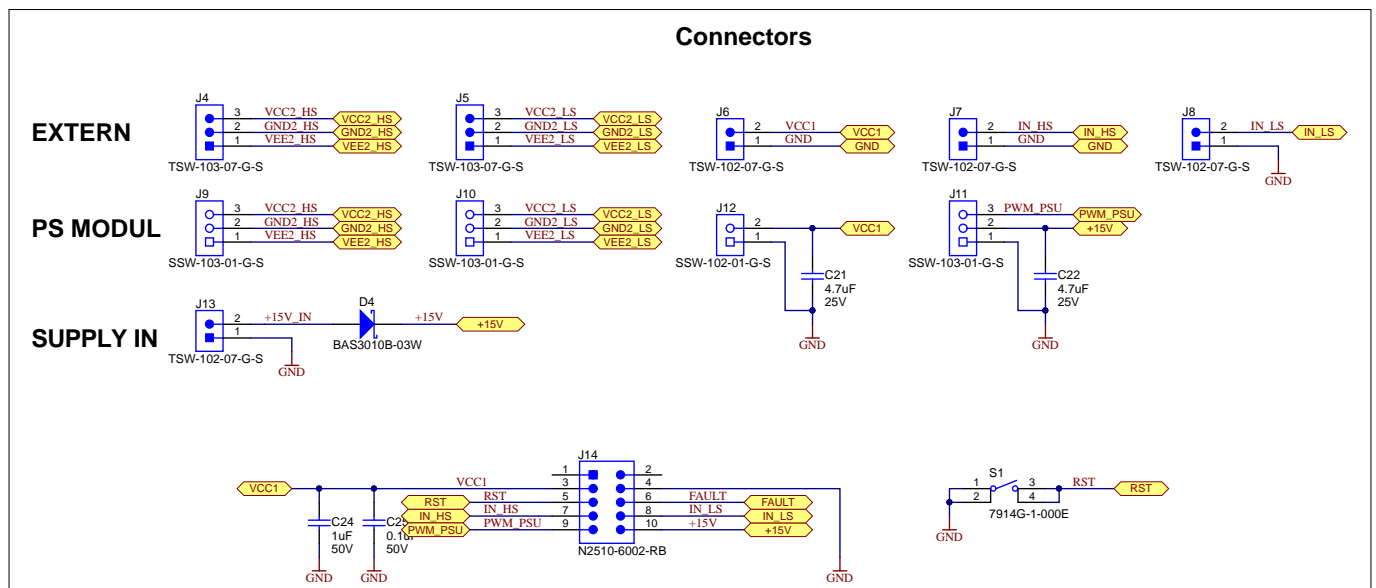 Connectors
EXTERN
J4
3 VCC2_HS VCC2_HS
2 GND2_HS GND2_HS
1 VEE2_HS VEE2_HS
TSW-103-07-G-S
J5
3 VCC2_LS VCC2_LS
2 GND2_LS GND2_LS
1 VEE2_LS VEE2_LS
TSW-103-07-G-S
J6
2 VCC1 VCC1
1 GND GND
TSW-102-07-G-S
J7
2 IN_HS IN_HS
1 GND GND
TSW-102-07-G-S
J8
2 IN_LS IN_LS
1
TSW-102-07-G-S
GND
PS MODUL
J9
3 VCC2_HS VCC2_HS
2 GND2_HS GND2_HS
1 VEE2_HS VEE2_HS
SSW-103-01-G-S
J10
3 VCC2_LS VCC2_LS
2 GND2_LS GND2_LS
1 VEE2_LS VEE2_LS
SSW-103-01-G-S
J12
2 VCC1
1
SSW-102-01-G-S
C21
4.7uF
25V
GND
J11
3 PWM_PSU PWM_PSU
2 +15V
1
SSW-103-01-G-S
C22
4.7uF
25V
GND
SUPPLY IN
J13
2 +15V_IN
1
TSW-102-07-G-S
GND
D4
BAS3010B-03W
+15V +15V
J14
1 2
VCC1 VCC1 3 4
RST RST 5 6 FAULT FAULT
IN_HS IN_HS 7 8 IN_LS IN_LS
PWM_PSU PWM_PSU 9 10 +15V +15V
N2510-6002-RB
C24
1uF
50V
GND
C25
0.1uF
50V
GND
GND
S1
1 3 RST RST
2 4
7914G-1-000E
GND